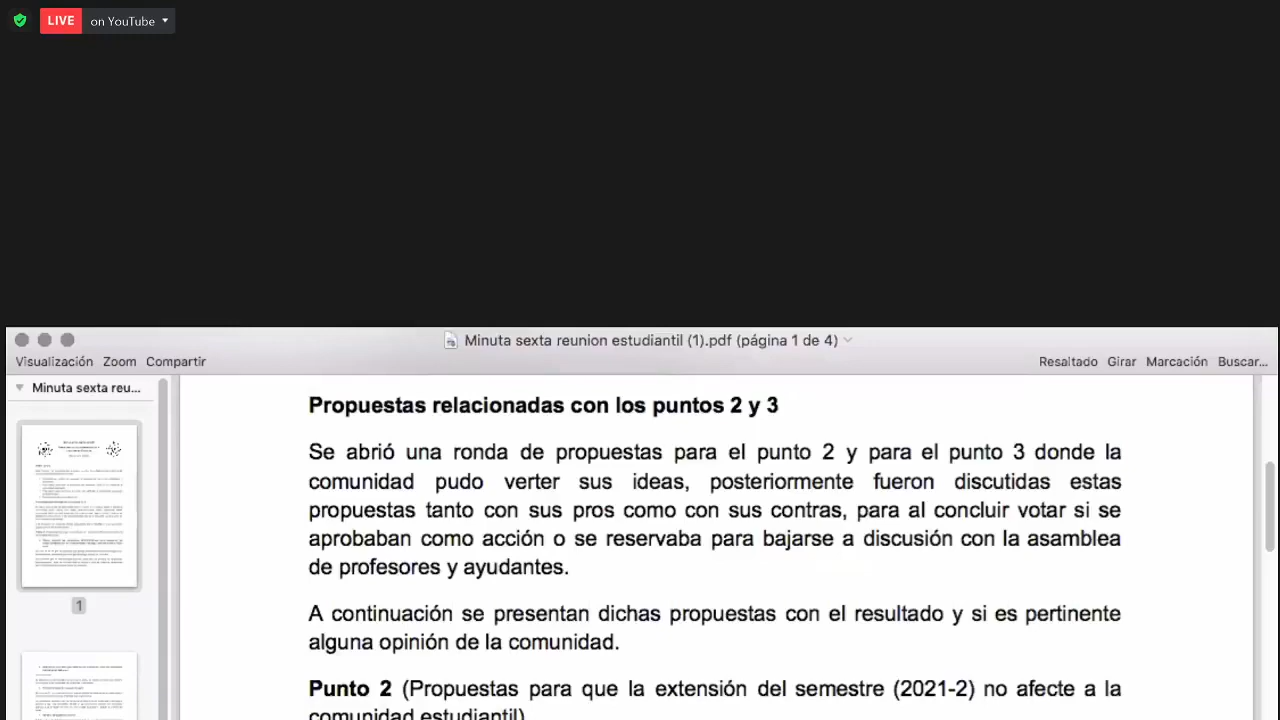 LIVE on YouTube
Minuta sexta reunion estudiantil (1).pdf (página 1 de 4)
Visualización Zoom Compartir Resaltado Girar Marcación Buscar...
Minuta sexta reu...
1
Propuestas relacionadas con los puntos 2 y 3
Se abrió una ronda de propuestas para el punto 2 y para el punto 3 donde la
comunidad pudo verter sus ideas, posteriormente fueron discutidas estas
propuestas tanto con sus pros como con sus contras, para al concluir votar si se
aprobaban como acción o se reservaba para bajarse a discusión con la asamblea
de profesores y ayudantes.
A continuación se presentan dichas propuestas con el resultado y si es pertinente
alguna opinión de la comunidad.
Punto 2 (Propuestas para que la extensión del semestre (2021-2) no afecte a la
comunidad estudiantil).